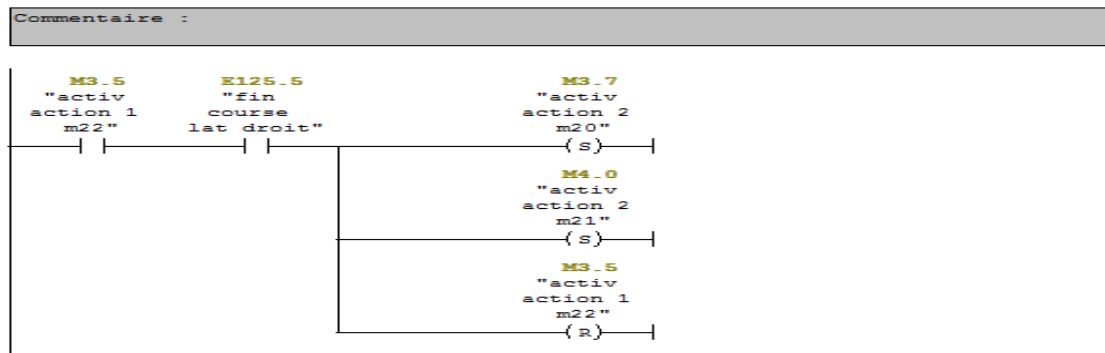 Commentaire :
M3.5 E125.5 M3.7
"activ "fin "activ
action 1 course action 2
m22" lat droit" m20"
(S)
M4.0
"activ
action 2
m21"
(S)
M3.5
"activ
action 1
m22"
(R)